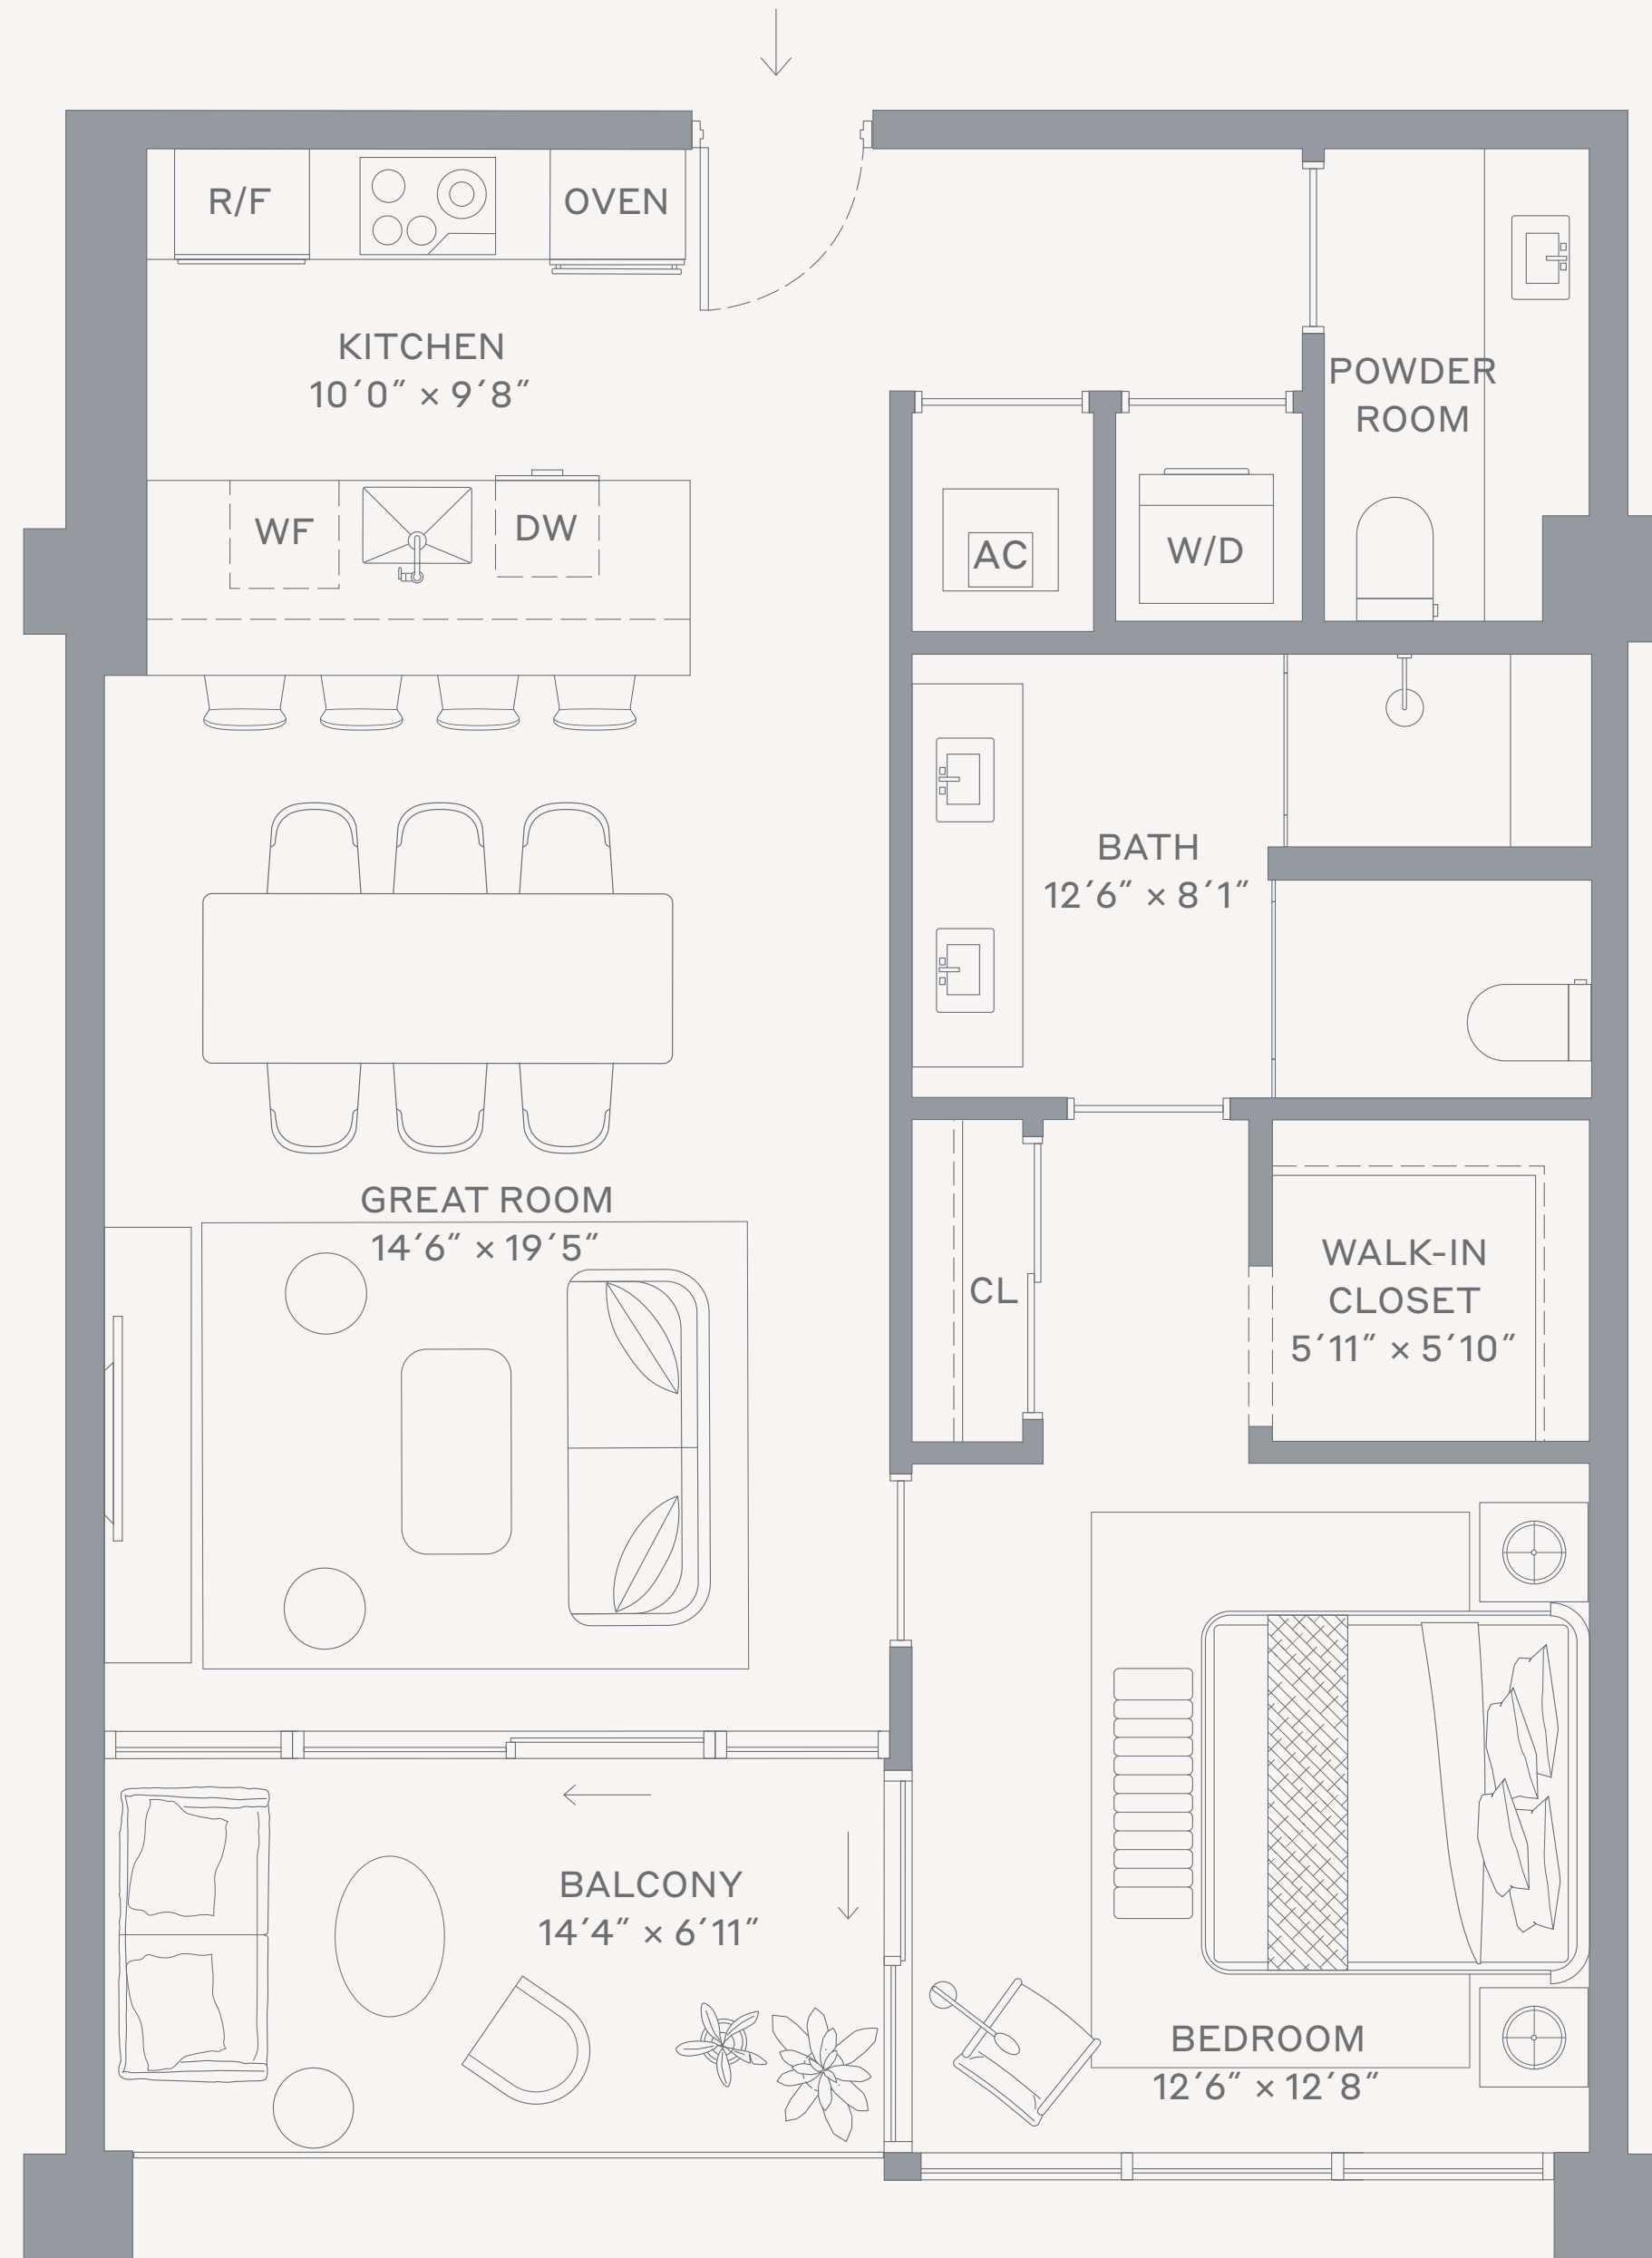 R/F
OVEN
KITCHEN
10′0″ × 9′8″
POWDER
ROOM
WF
DW
AC
W/D
BATH
12′6″ × 8′1″
GREAT ROOM
14′6″ × 19′5″
CL
WALK-IN
CLOSET
5′11″ × 5′10″
BALCONY
14′4″ × 6′11″
BEDROOM
12′6″ × 12′8″